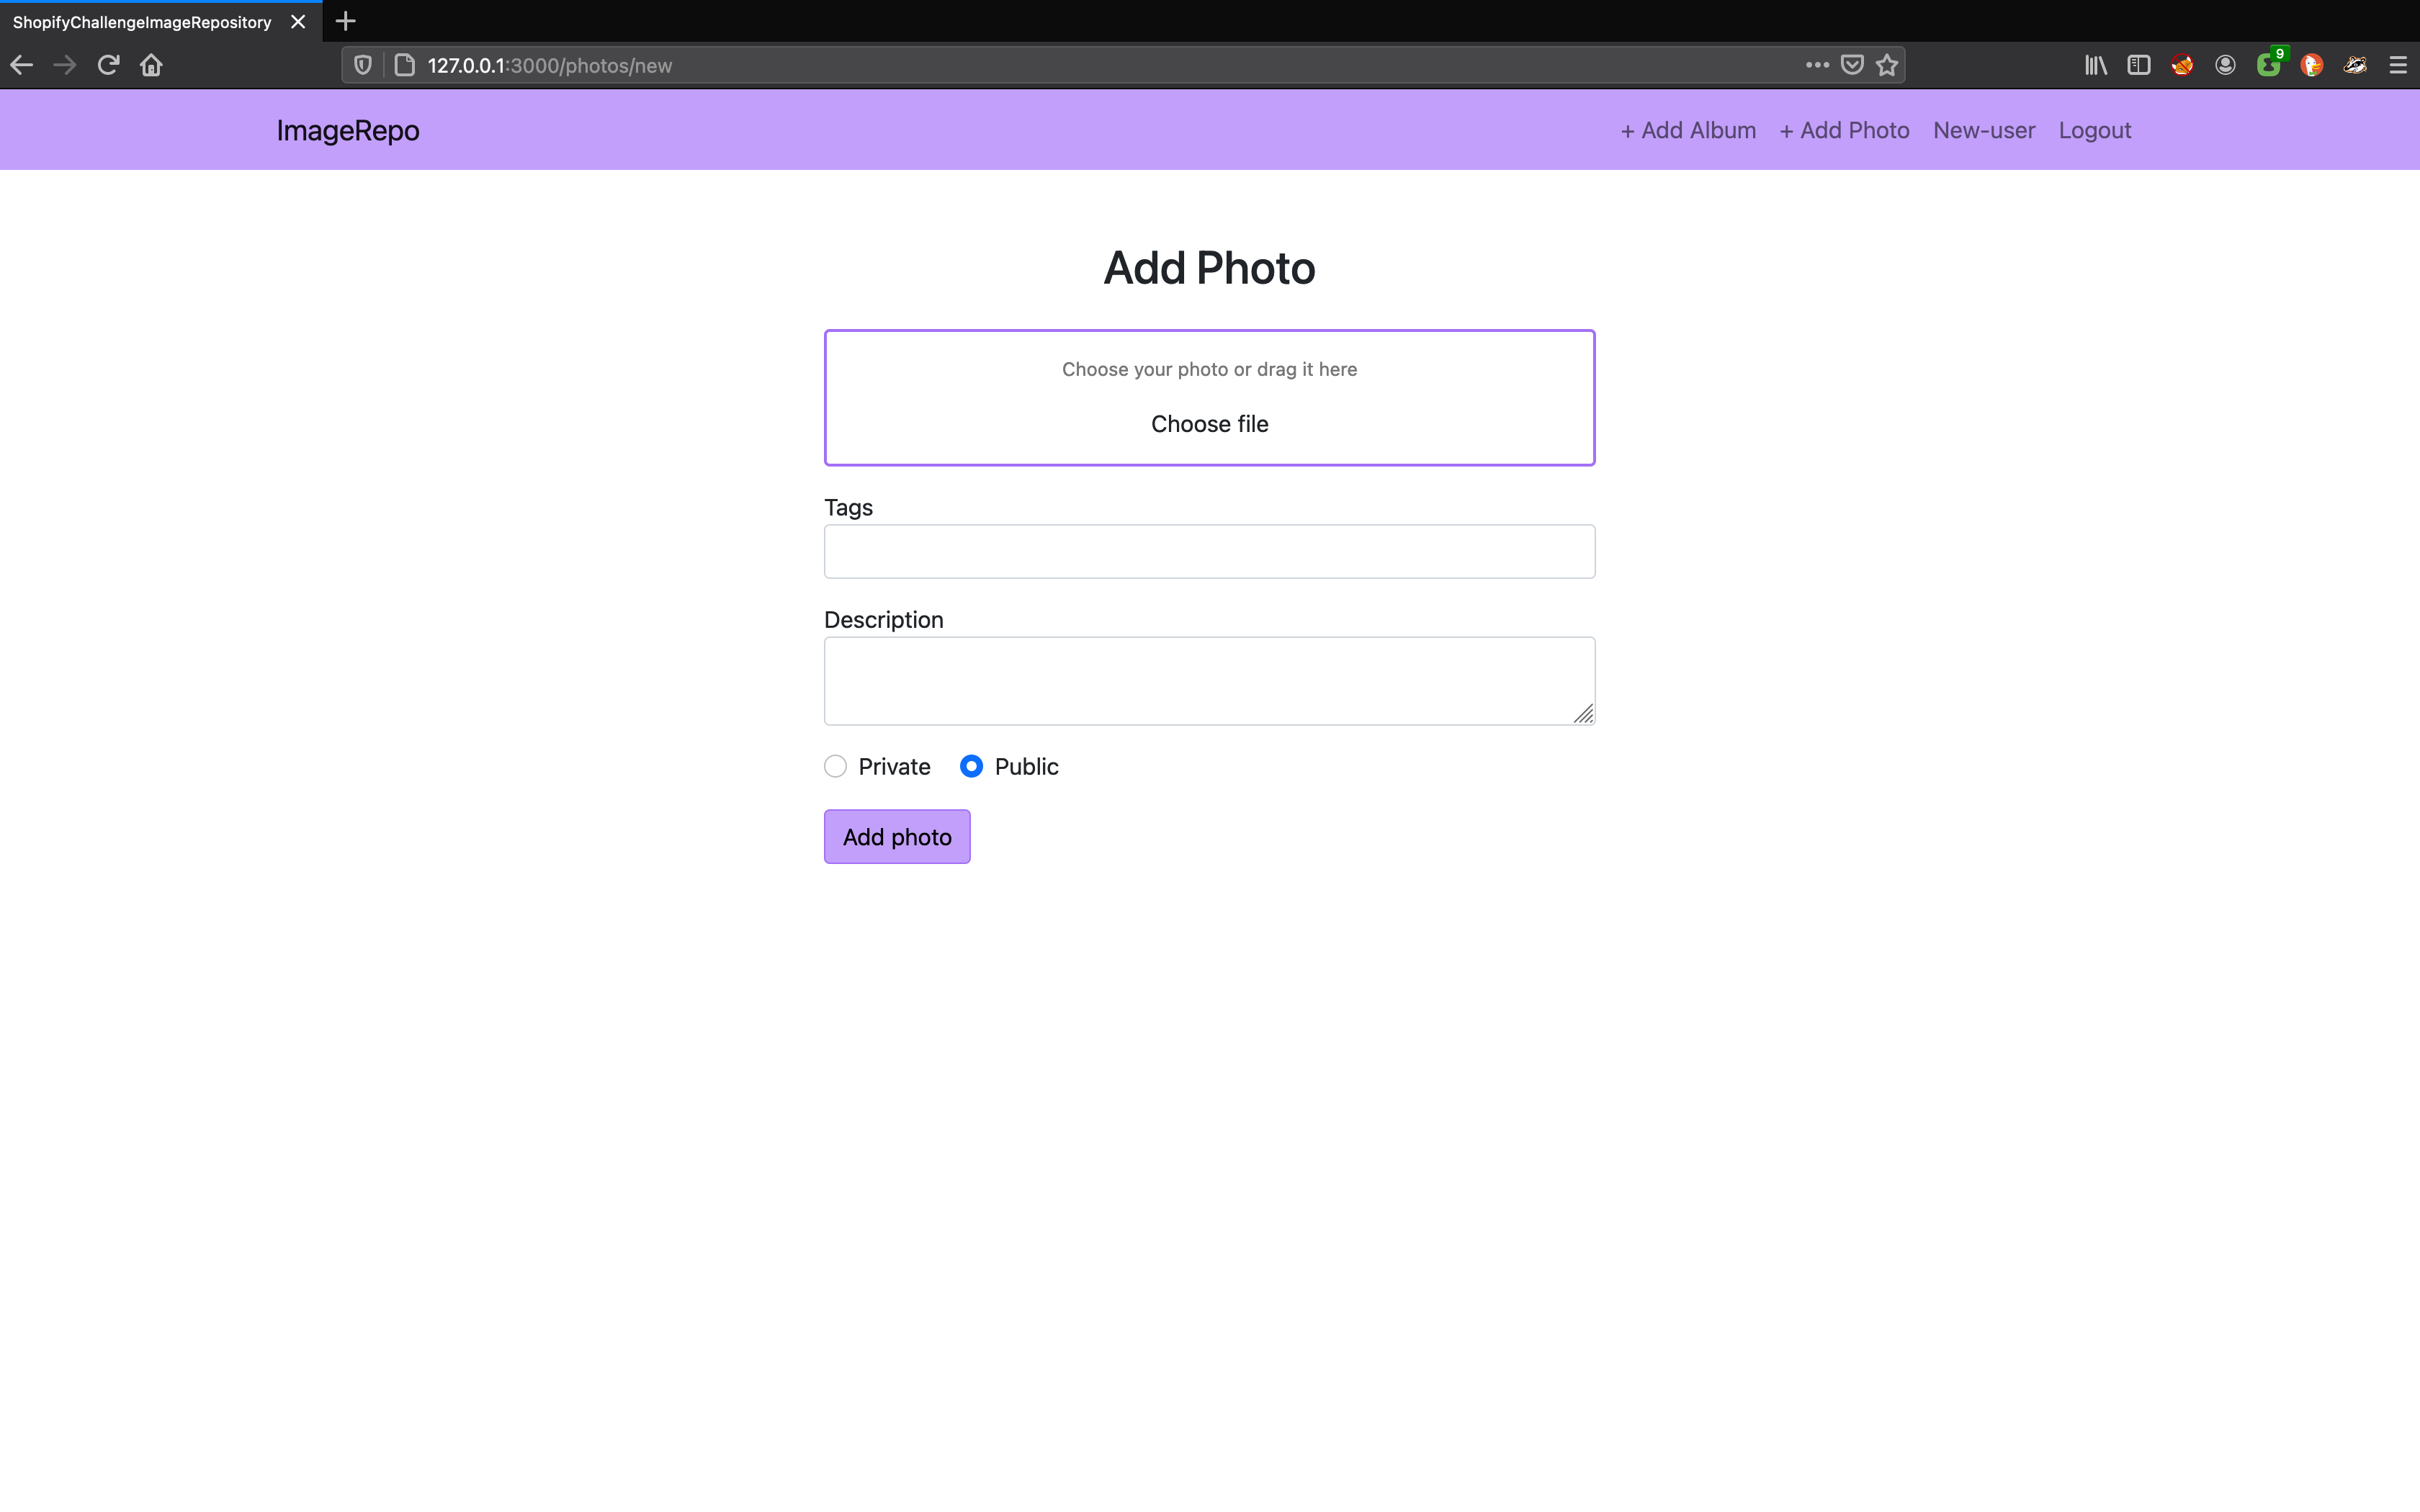 ShopifyChallengeImageRepository
127.0.0.1:3000/photos/new
9
ImageRepo
+ Add Album + Add Photo New-user Logout
Add Photo
Choose your photo or drag it here
Choose file
Tags
Description
Private Public
Add photo